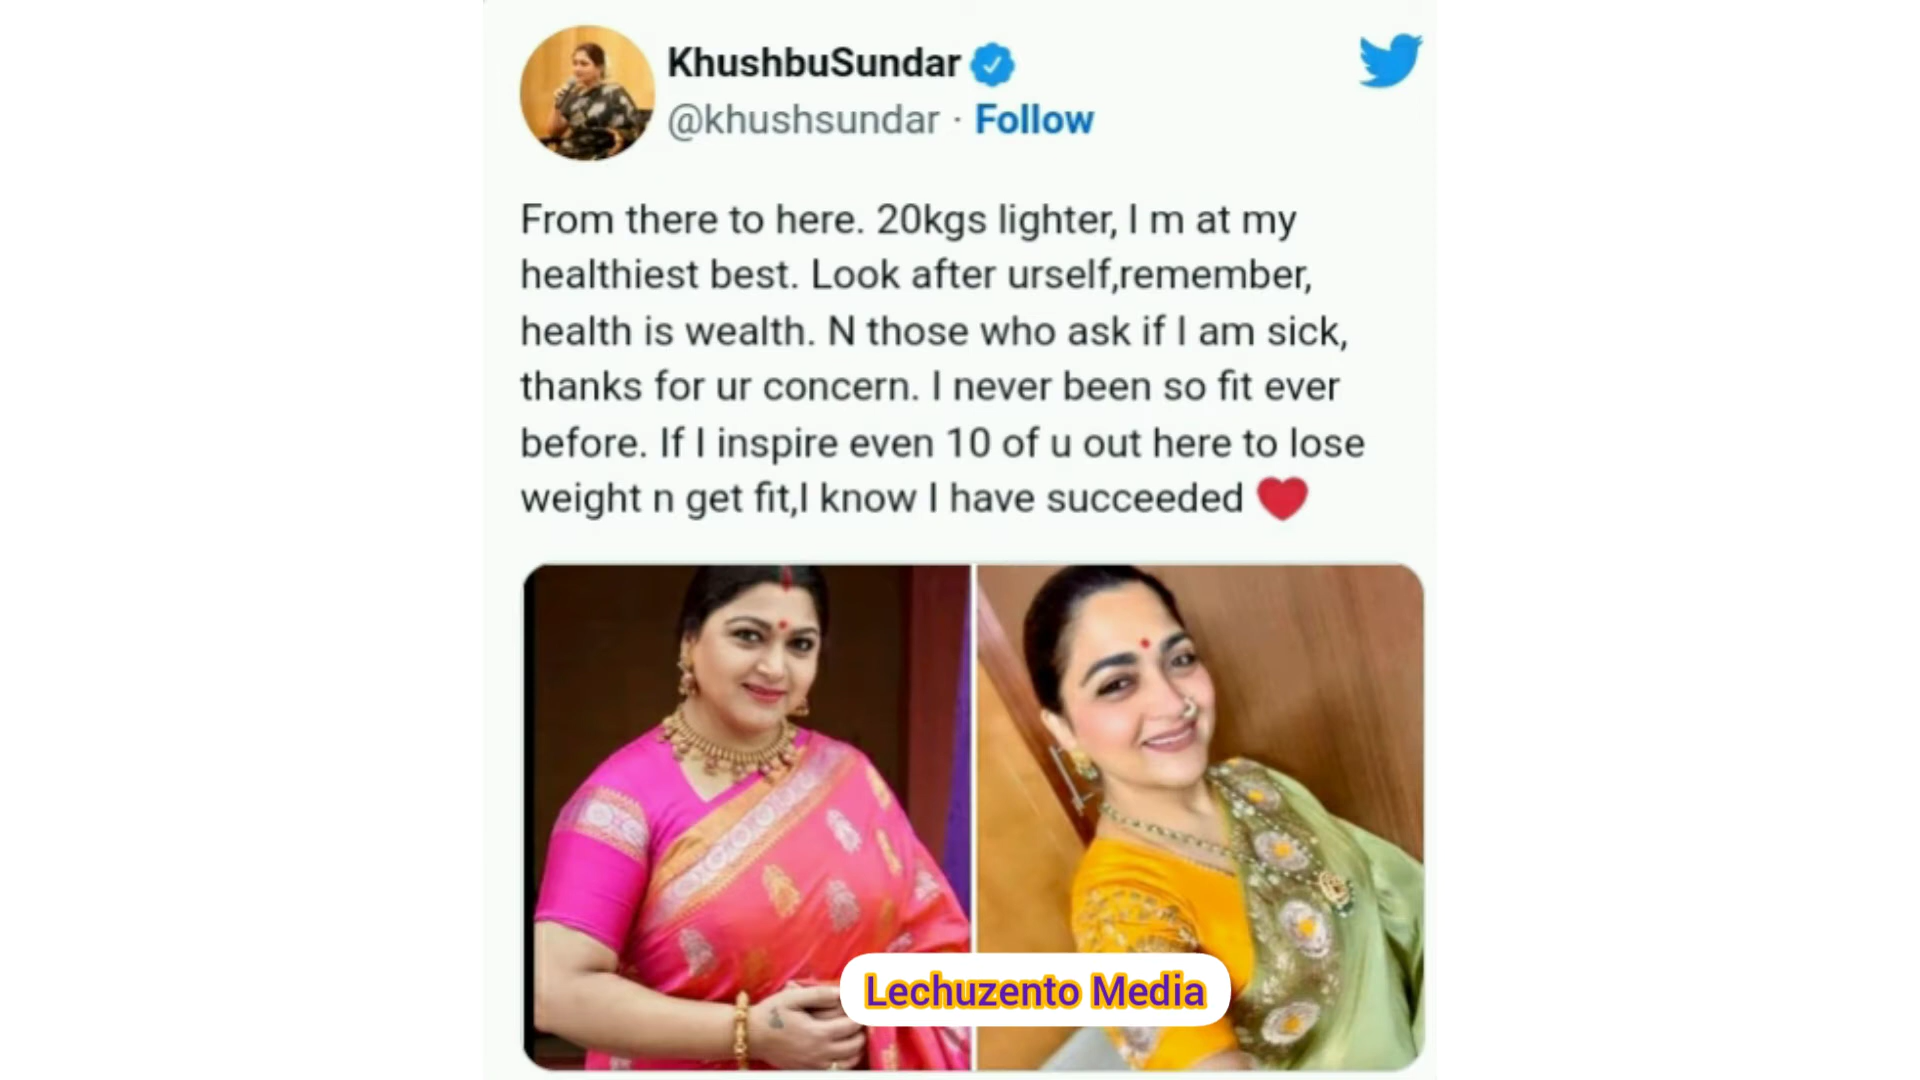 KhushbuSundar
@khushsundar · Follow
From there to here. 20kgs lighter, I m at my
healthiest best. Look after urself,remember,
health is wealth. N those who ask if I am sick,
thanks for ur concern. I never been so fit ever
before. If I inspire even 10 of u out here to lose
weight n get fit,I know I have succeeded ❤️
Lechuzento Media